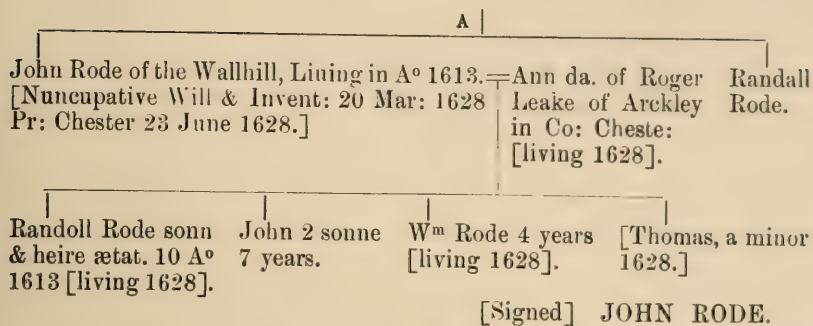 A
John Rode of the Wallhill, Liuing in Aº 1613.
[Nuncupative Will & Invent: 20 Mar: 1628
Pr: Chester 23 June 1628.]
Ann da. of Roger
Leake of Arckley
in Co: Cheste:
[living 1628].
Randall
Rode.
Randoll Rode sonn
& heire ætat. 10 Aº
1613 [living 1628].
John 2 sonne
7 years.
Wᵐ Rode 4 years
[living 1628].
[Thomas, a minor
1628.]
[Signed] JOHN RODE.